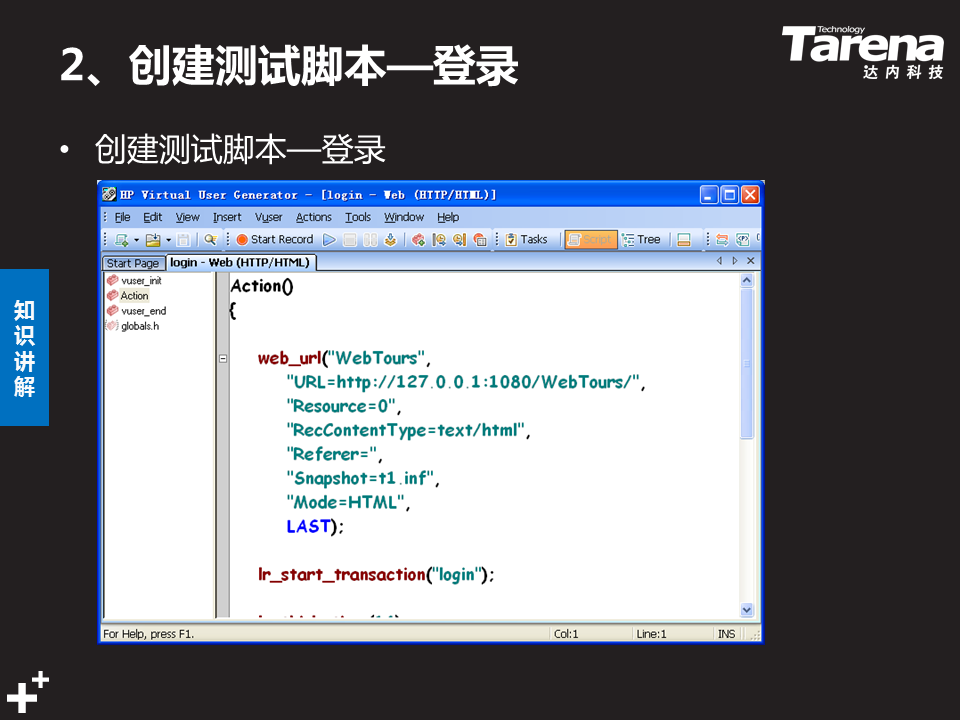 2、创建测试脚本—登录
Technology
Tarena
达内科技
• 创建测试脚本—登录
知识讲解
HP Virtual User Generator - [login - Web (HTTP/HTML)]
File Edit View Insert Vuser Actions Tools Window Help
Start Record Tasks Script Tree
Start Page login - Web (HTTP/HTML)
vuser_init
Action
vuser_end
globals.h
Action()
{
web_url("WebTours",
"URL=http://127.0.0.1:1080/WebTours/",
"Resource=0",
"RecContentType=text/html",
"Referer=",
"Snapshot=t1.inf",
"Mode=HTML",
LAST);
lr_start_transaction("login");
For Help, press F1. Col:1 Line:1 INS